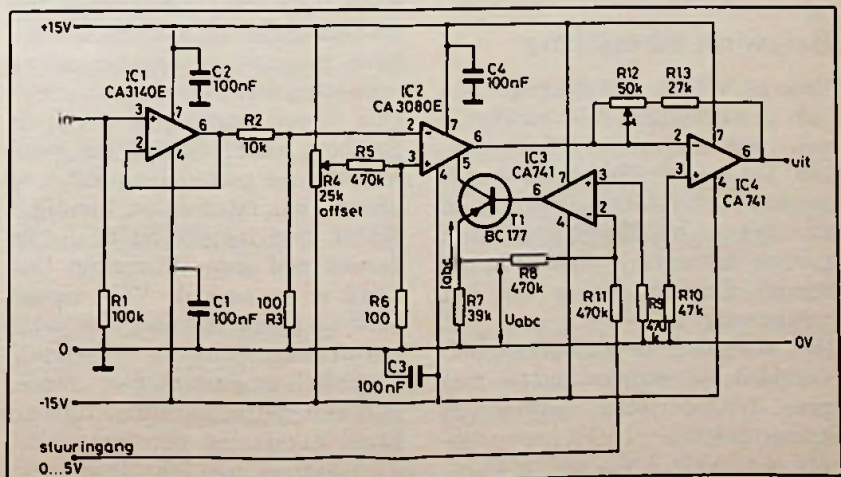 +15V
IC1
CA3140E
C2
100nF
in
3
+
7
2
-
6
4
R2
10k
R1
100k
C1
100nF
100
R3
R4
25k
offset
R5
470k
R6
100
C3
100nF
C4
100nF
IC2
CA3080E
2
-
7
3
+
6
5
4
Iabc
T1
BC177
R7
39k
R8
470k
Uabc
IC3
CA741
7
6
+
3
-
2
4
R11
470k
R9
470
k
R10
47k
R12
50k
R13
27k
2
-
7
3
+
6
4
IC4
CA741
uit
0
0V
-15V
stuuringang
0...5V